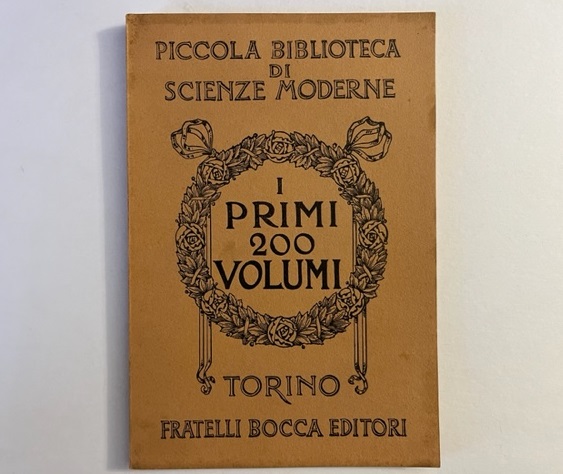 PICCOLA BIBLIOTECA
DI
SCIENZE MODERNE
I
PRIMI
200
VOLUMI
TORINO
FRATELLI BOCCA EDITORI